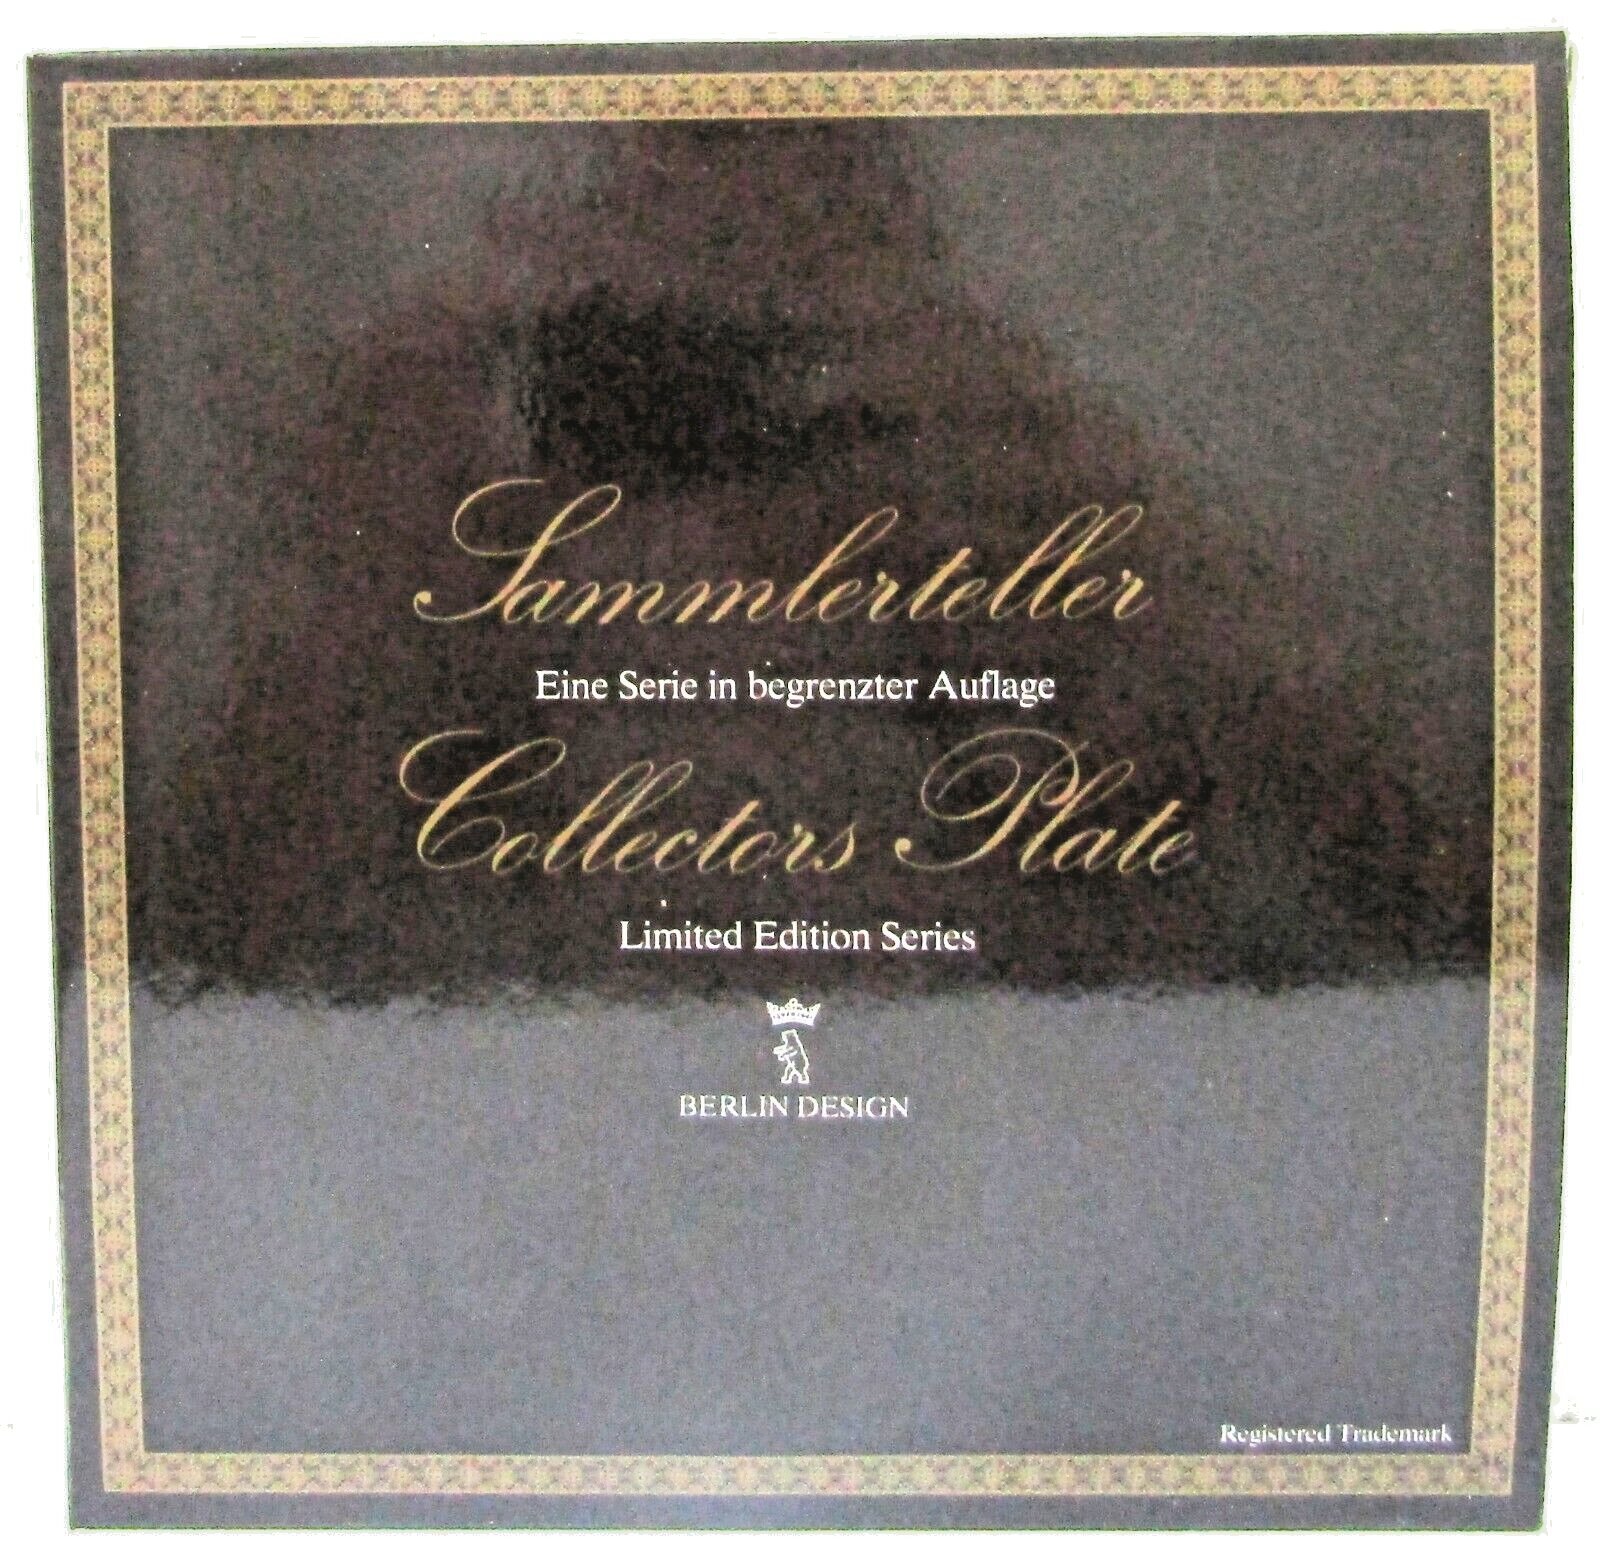 Sammlerteller
Eine Serie in begrenzter Auflage
Collectors Plate
Limited Edition Series
BERLIN DESIGN
Registered Trademark